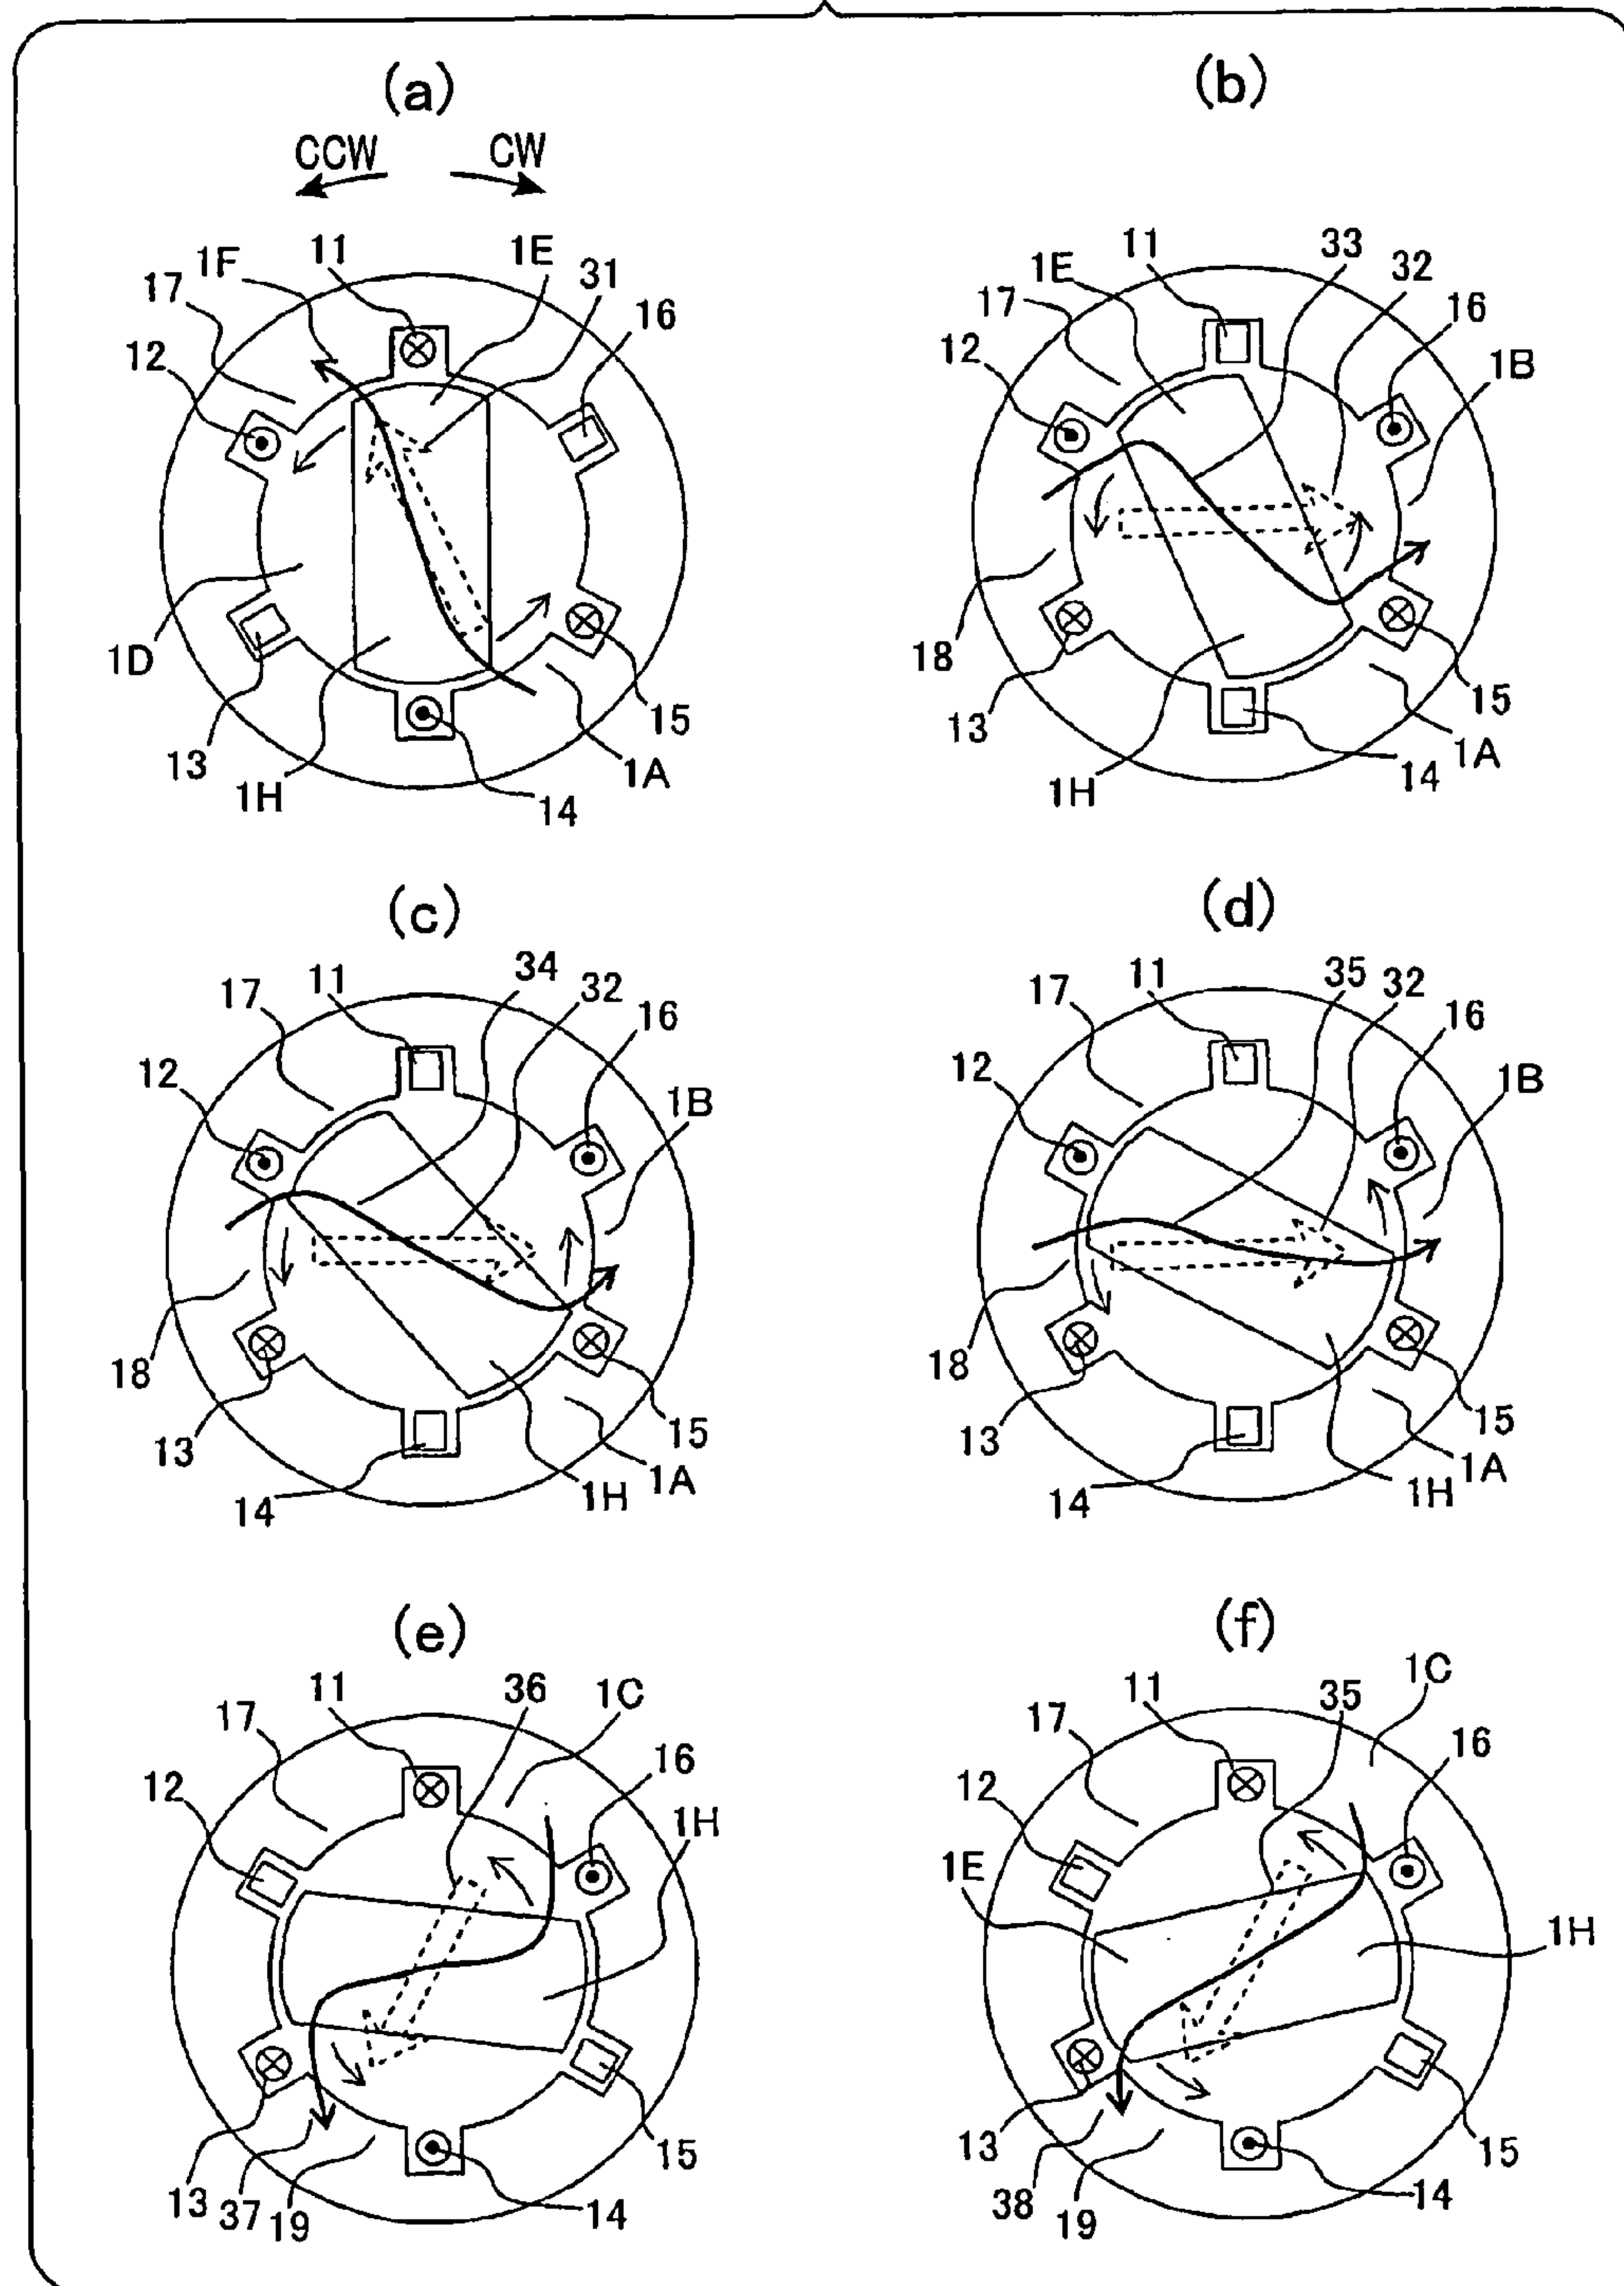 (a) (b)
CCW CW
1F 11 1E 31
17 16
12
1D
13 15
1H 14 1A
11 33 32
1E
17 16
12 1B
18
13 15
1H 14 1A
(c) (d)
34
11 32
17 16
12 1B
18
13 15
14 1H 1A
11 35 32
17 16
12 1B
18
13 15
14 1H 1A
(e) (f)
11 36 1C
17 16
12 1H
13 37 19 14 15
11 35 1C
17 16
12
1E 1H
13 15
38 19 14